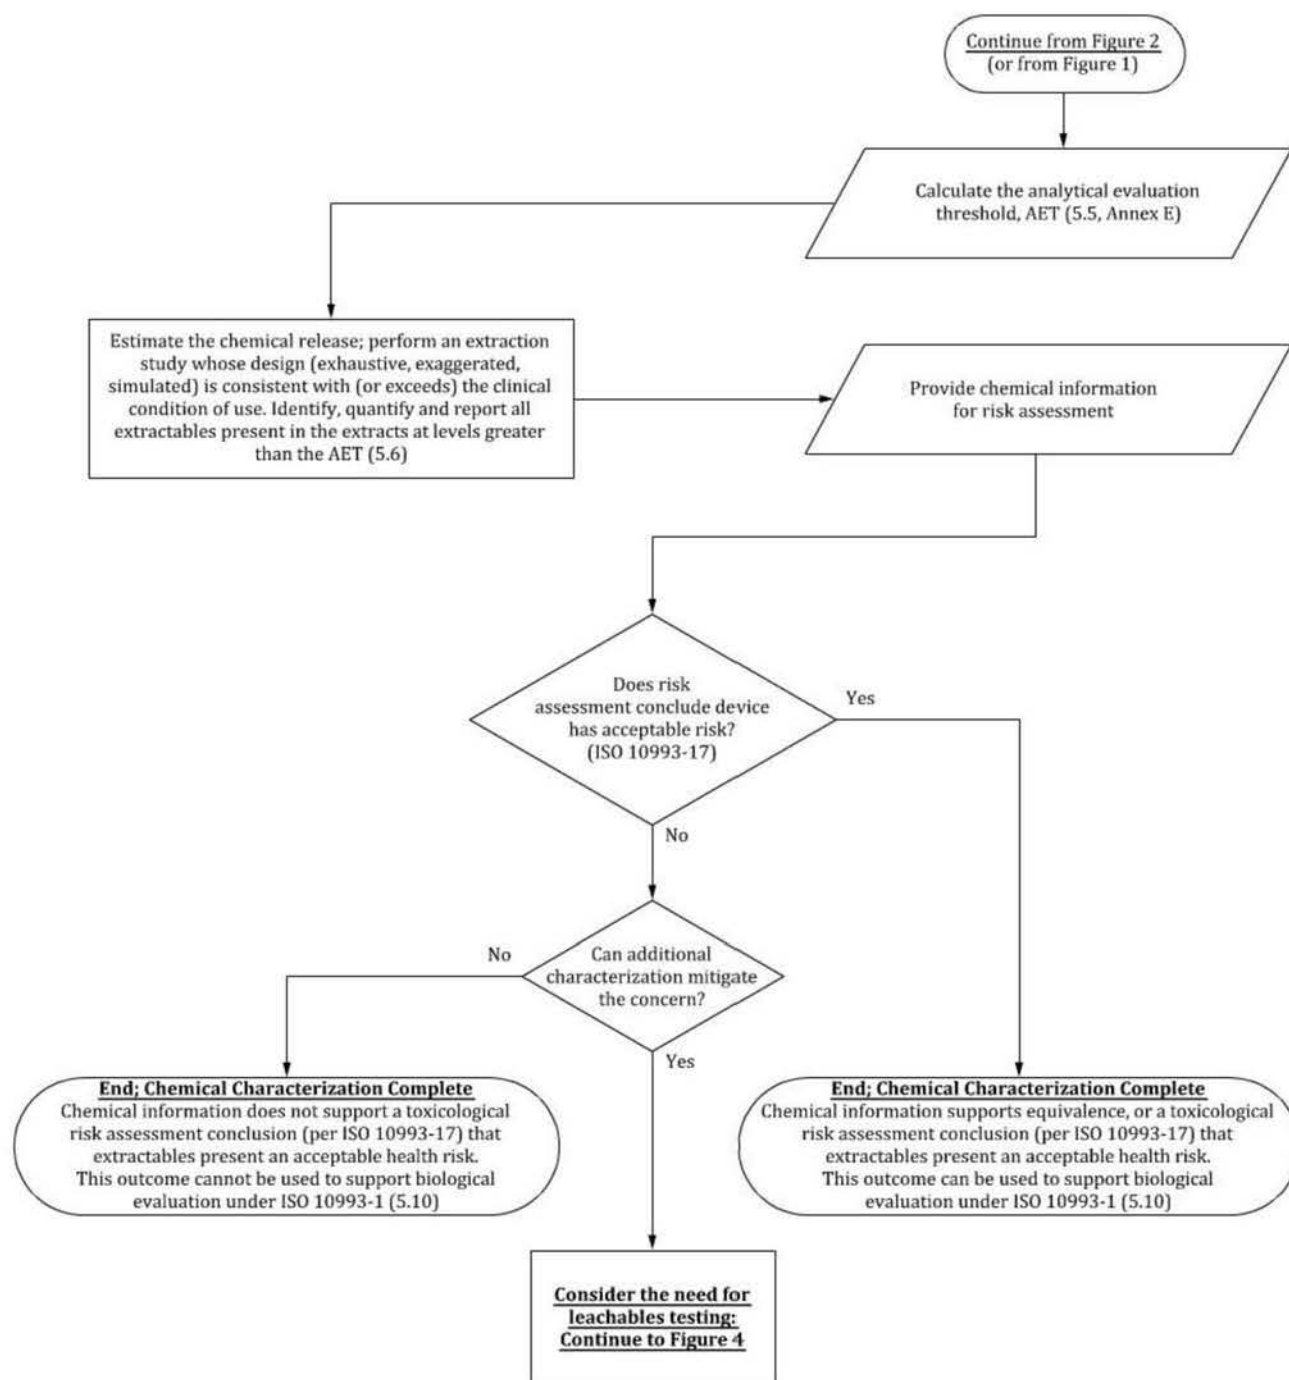 Continue from Figure 2
(or from Figure 1)
Calculate the analytical evaluation
threshold, AET (5.5, Annex E)
Estimate the chemical release; perform an extraction
study whose design (exhaustive, exaggerated,
simulated) is consistent with (or exceeds) the clinical
condition of use. Identify, quantify and report all
extractables present in the extracts at levels greater
than the AET (5.6)
Provide chemical information
for risk assessment
Does risk
assessment conclude device
has acceptable risk?
(ISO 10993-17)
Yes
No
Can additional
characterization mitigate
the concern?
No
Yes
End; Chemical Characterization Complete
Chemical information does not support a toxicological
risk assessment conclusion (per ISO 10993-17) that
extractables present an acceptable health risk.
This outcome cannot be used to support biological
evaluation under ISO 10993-1 (5.10)
End; Chemical Characterization Complete
Chemical information supports equivalence, or a toxicological
risk assessment conclusion (per ISO 10993-17) that
extractables present an acceptable health risk.
This outcome can be used to support biological
evaluation under ISO 10993-1 (5.10)
Consider the need for
leachables testing:
Continue to Figure 4